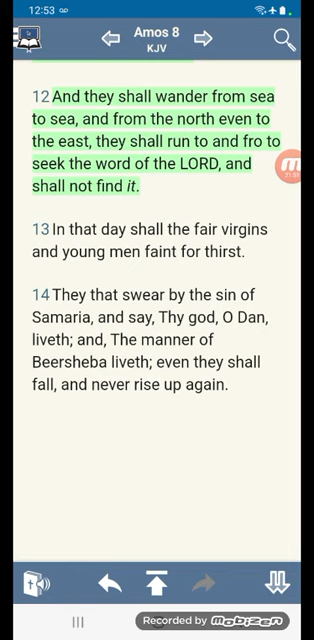 12:53
Amos 8
KJV
12 And they shall wander from sea
to sea, and from the north even to
the east, they shall run to and fro to
seek the word of the LORD, and
shall not find it.
13 In that day shall the fair virgins
and young men faint for thirst.
14 They that swear by the sin of
Samaria, and say, Thy god, O Dan,
liveth; and, The manner of
Beersheba liveth; even they shall
fall, and never rise up again.
Recorded by mobizen